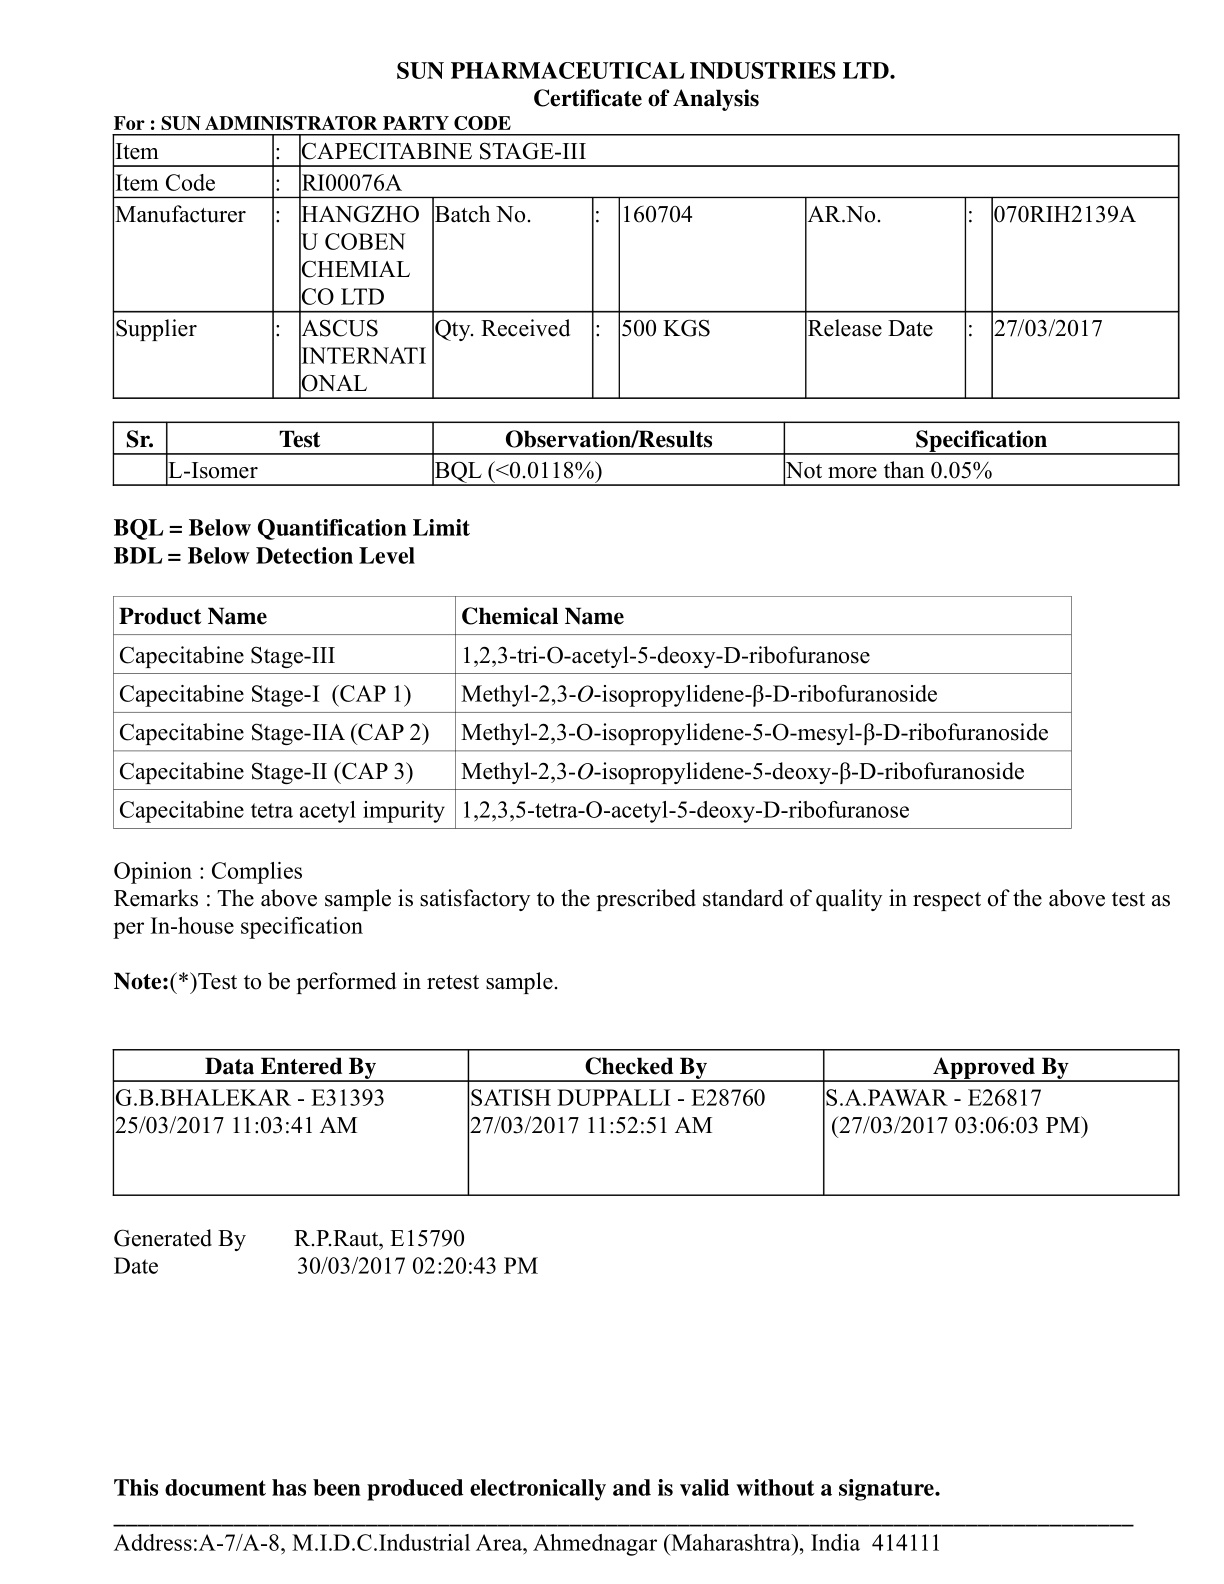 SUN PHARMACEUTICAL INDUSTRIES LTD.
Certificate of Analysis
For : SUN ADMINISTRATOR PARTY CODE
Item : CAPECITABINE STAGE-III
Item Code : RI00076A
Manufacturer : HANGZHO Batch No. : 160704 AR.No. : 070RIH2139A
U COBEN
CHEMIAL
CO LTD
Supplier : ASCUS Qty. Received : 500 KGS Release Date : 27/03/2017
INTERNATI
ONAL
Sr. Test Observation/Results Specification
L-Isomer BQL (<0.0118%) Not more than 0.05%
BQL = Below Quantification Limit
BDL = Below Detection Level
Product Name Chemical Name
Capecitabine Stage-III 1,2,3-tri-O-acetyl-5-deoxy-D-ribofuranose
Capecitabine Stage-I (CAP 1) Methyl-2,3-O-isopropylidene-β-D-ribofuranoside
Capecitabine Stage-IIA (CAP 2) Methyl-2,3-O-isopropylidene-5-O-mesyl-β-D-ribofuranoside
Capecitabine Stage-II (CAP 3) Methyl-2,3-O-isopropylidene-5-deoxy-β-D-ribofuranoside
Capecitabine tetra acetyl impurity 1,2,3,5-tetra-O-acetyl-5-deoxy-D-ribofuranose
Opinion : Complies
Remarks : The above sample is satisfactory to the prescribed standard of quality in respect of the above test as
per In-house specification
Note:(*)Test to be performed in retest sample.
Data Entered By Checked By Approved By
G.B.BHALEKAR - E31393 SATISH DUPPALLI - E28760 S.A.PAWAR - E26817
25/03/2017 11:03:41 AM 27/03/2017 11:52:51 AM (27/03/2017 03:06:03 PM)
Generated By R.P.Raut, E15790
Date 30/03/2017 02:20:43 PM
This document has been produced electronically and is valid without a signature.
Address:A-7/A-8, M.I.D.C.Industrial Area, Ahmednagar (Maharashtra), India 414111